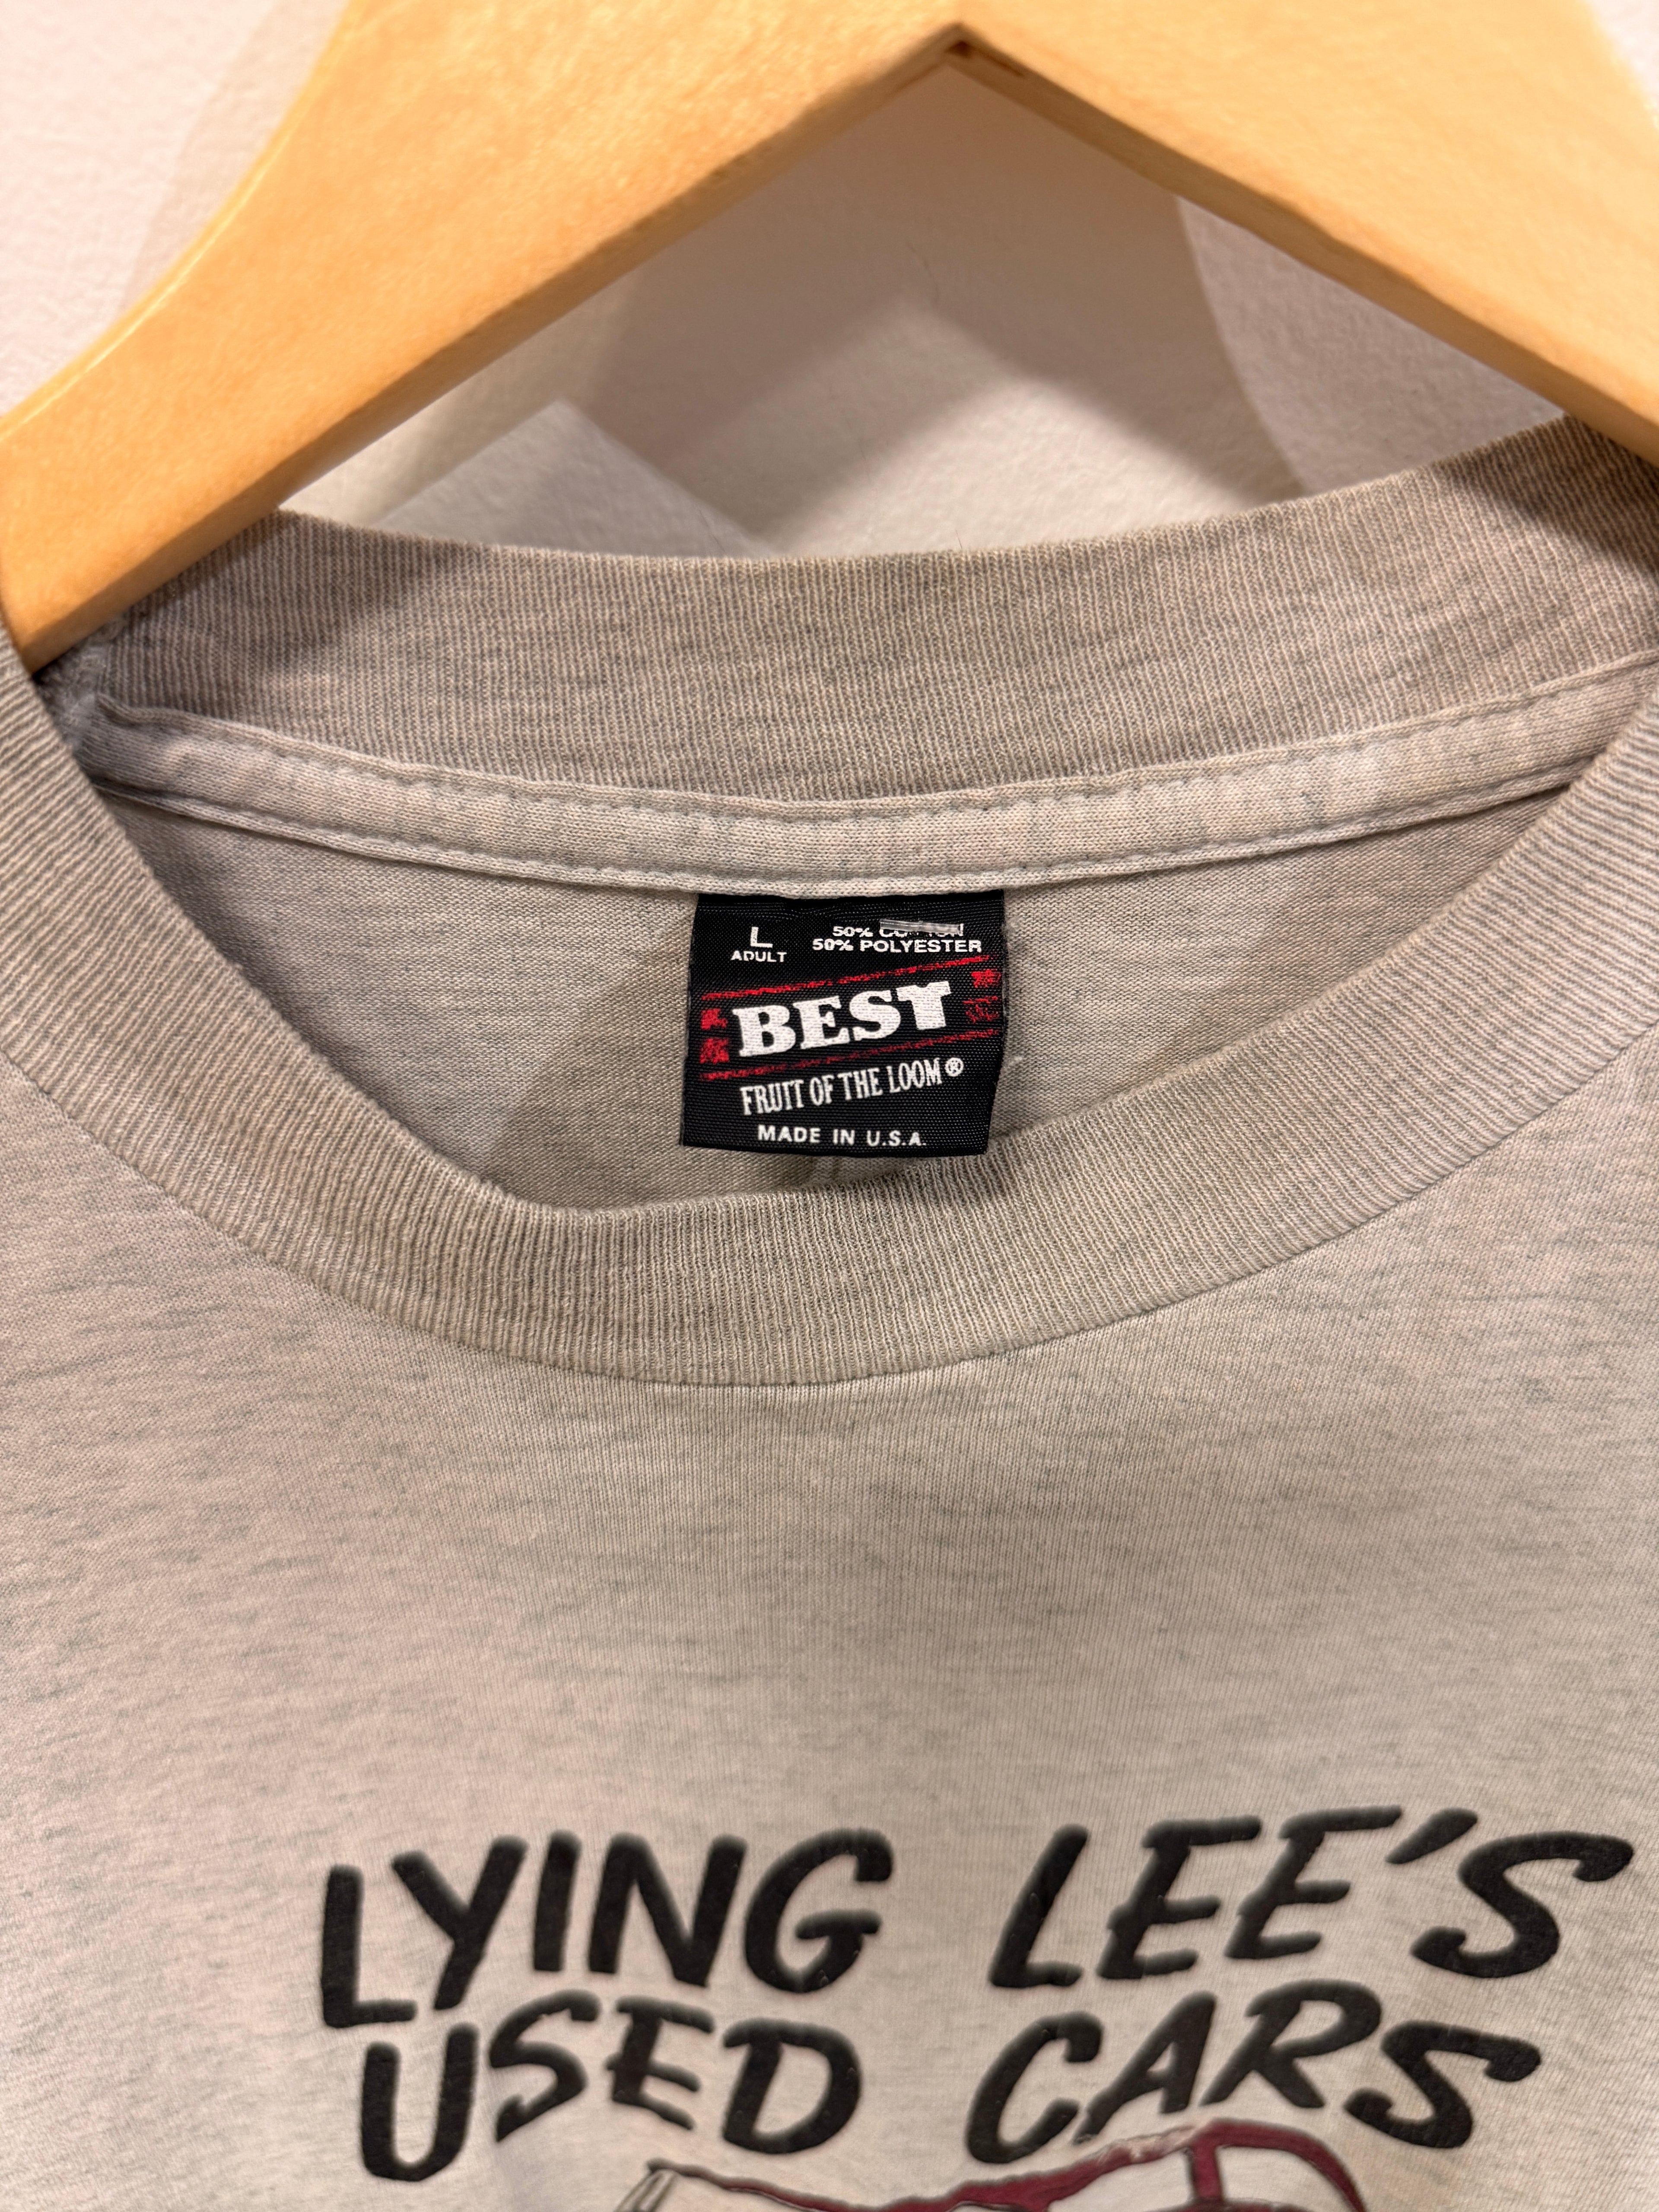 L
ADULT
50% COTTON
50% POLYESTER
BEST
FRUIT OF THE LOOM®
MADE IN U.S.A.
LYING LEE'S
USED CARS